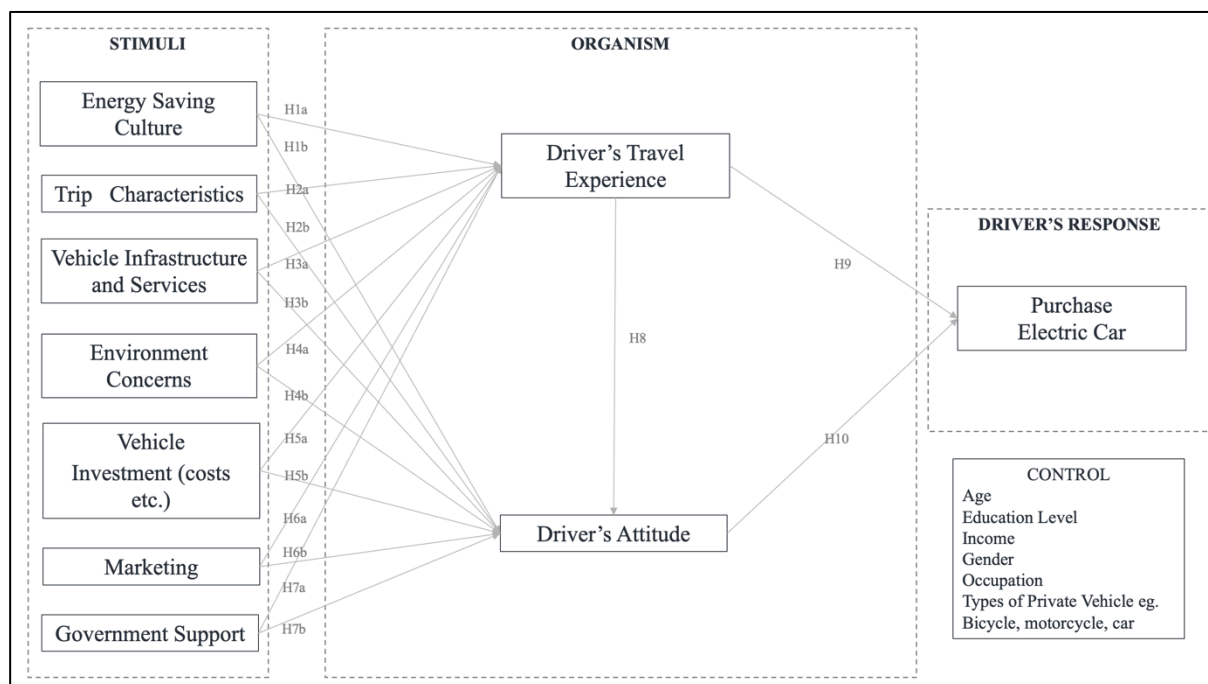 STIMULI
Energy Saving
Culture
Trip Characteristics
Vehicle Infrastructure
and Services
Environment
Concerns
Vehicle
Investment (costs
etc.)
Marketing
Government Support
H1a
H1b
H2a
H2b
H3a
H3b
H4a
H4b
H5a
H5b
H6a
H6b
H7a
H7b
ORGANISM
Driver's Travel
Experience
H8
Driver's Attitude
H9
H10
DRIVER'S RESPONSE
Purchase
Electric Car
CONTROL
Age
Education Level
Income
Gender
Occupation
Types of Private Vehicle eg.
Bicycle, motorcycle, car